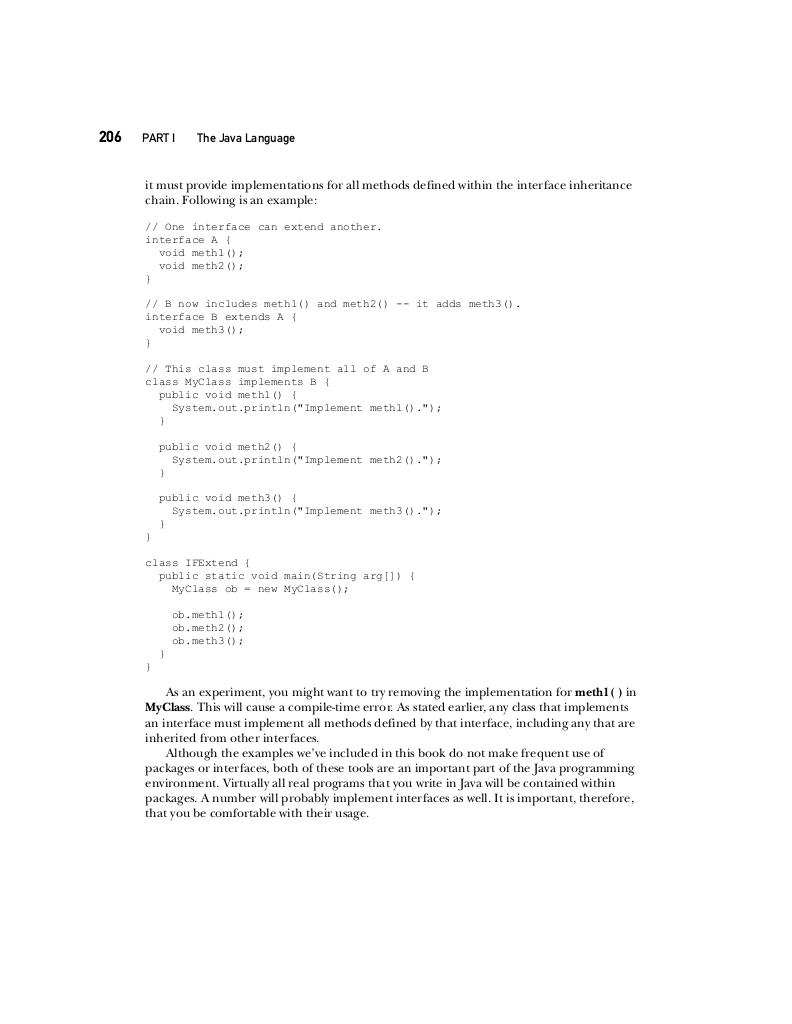 206 PART I The Java Language
it must provide implementations for all methods defined within the interface inheritance
chain. Following is an example:
// One interface can extend another.
interface A {
  void meth1();
  void meth2();
}
// B now includes meth1() and meth2() -- it adds meth3().
interface B extends A {
  void meth3();
}
// This class must implement all of A and B
class MyClass implements B {
  public void meth1() {
    System.out.println("Implement meth1().");
  }
  public void meth2() {
    System.out.println("Implement meth2().");
  }
  public void meth3() {
    System.out.println("Implement meth3().");
  }
}
class IFExtend {
  public static void main(String arg[]) {
    MyClass ob = new MyClass();
    ob.meth1();
    ob.meth2();
    ob.meth3();
  }
}
As an experiment, you might want to try removing the implementation for meth1( ) in
MyClass. This will cause a compile-time error. As stated earlier, any class that implements
an interface must implement all methods defined by that interface, including any that are
inherited from other interfaces.
Although the examples we've included in this book do not make frequent use of
packages or interfaces, both of these tools are an important part of the Java programming
environment. Virtually all real programs that you write in Java will be contained within
packages. A number will probably implement interfaces as well. It is important, therefore,
that you be comfortable with their usage.